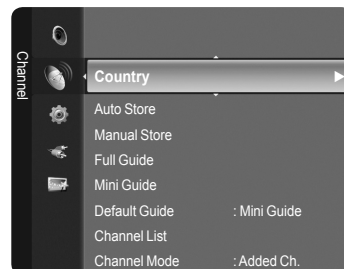 Channel
Country
Auto Store
Manual Store
Full Guide
Mini Guide
Default Guide : Mini Guide
Channel List
Channel Mode : Added Ch.